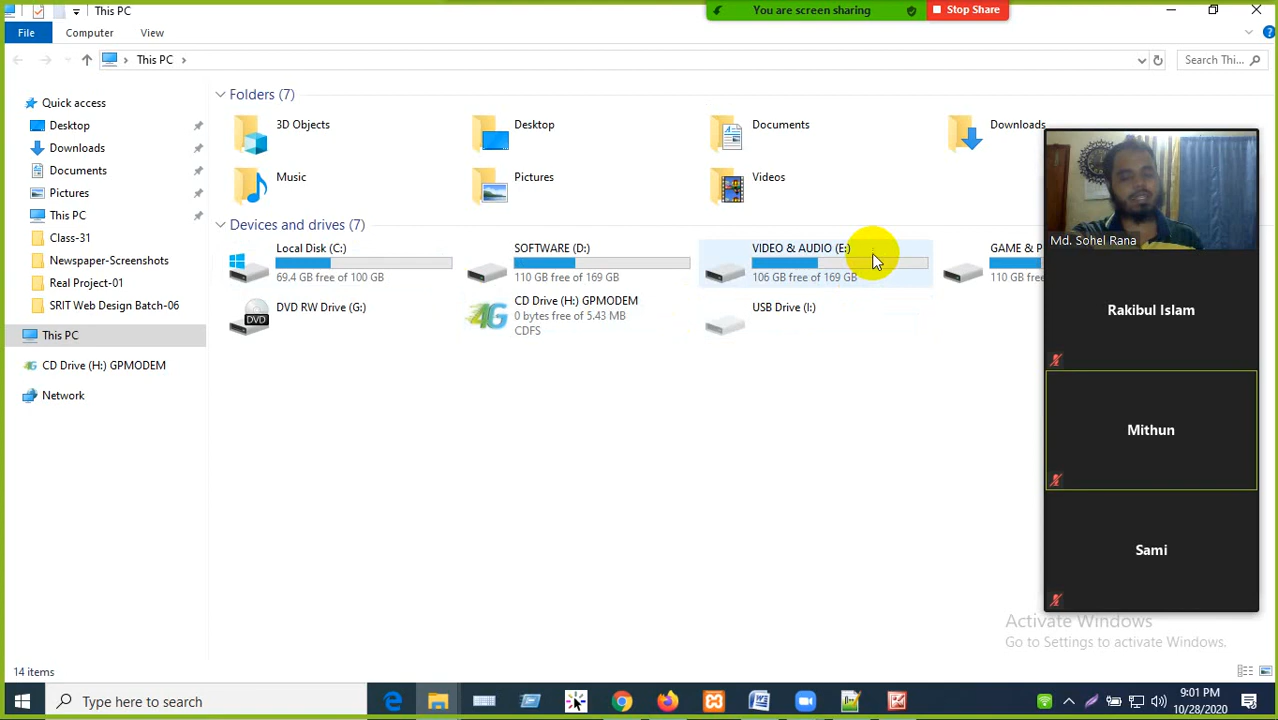 This PC
You are screen sharing
Stop Share
File
Computer
View
This PC
Search Thi...
Quick access
Desktop
Downloads
Documents
Pictures
This PC
Class-31
Newspaper-Screenshots
Real Project-01
SRIT Web Design Batch-06
This PC
CD Drive (H:) GPMODEM
Network
Folders (7)
3D Objects
Desktop
Documents
Downloads
Music
Pictures
Videos
Devices and drives (7)
Local Disk (C:)
69.4 GB free of 100 GB
SOFTWARE (D:)
110 GB free of 169 GB
VIDEO & AUDIO (E:)
106 GB free of 169 GB
GAME & P
110 GB free
DVD RW Drive (G:)
DVD
CD Drive (H:) GPMODEM
0 bytes free of 5.43 MB
CDFS
4G
USB Drive (I:)
Md. Sohel Rana
Rakibul Islam
Mithun
Sami
Activate Windows
Go to Settings to activate Windows.
14 items
Type here to search
9:01 PM
10/28/2020